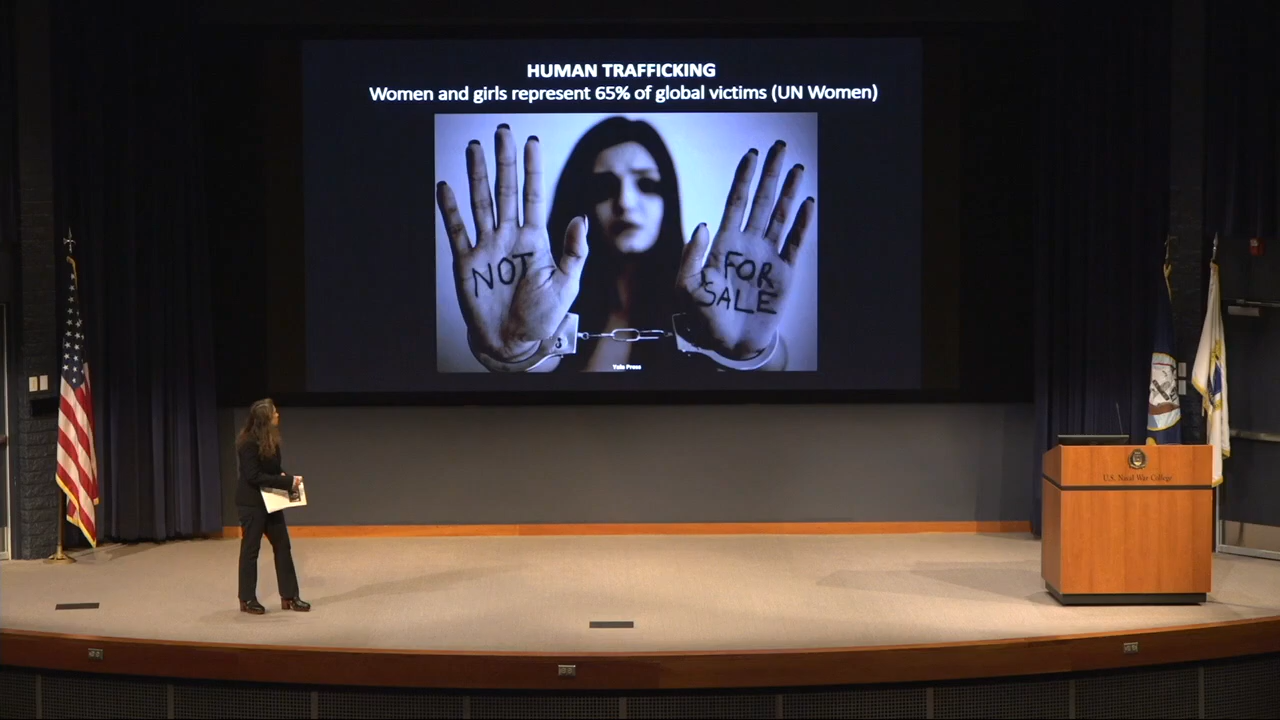 HUMAN TRAFFICKING
Women and girls represent 65% of global victims (UN Women)
NOT
FOR
SALE
Yale Press
U.S. Naval War College